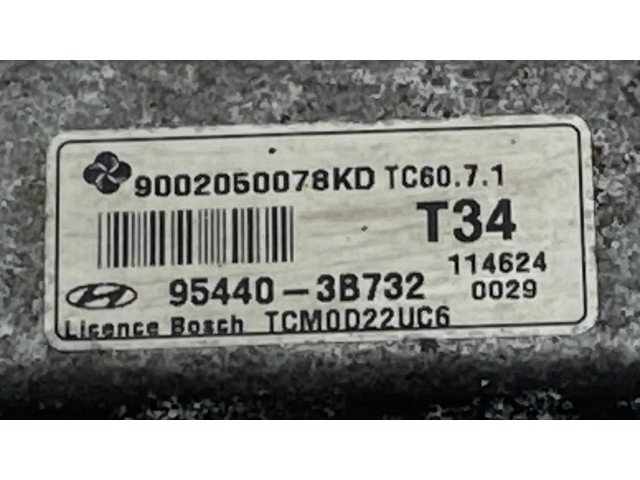 9002050078KD TC60.7.1
T34
114624
95440-3B732 0029
Licence Bosch TCM0D22UC6